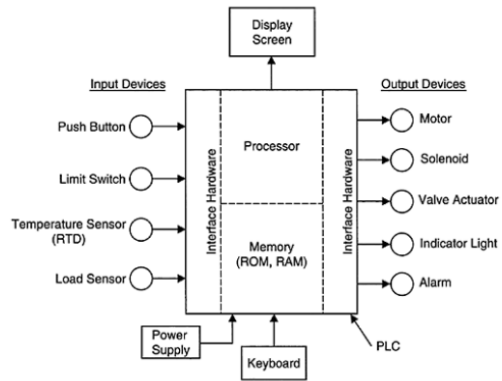 Display
Screen
Input Devices
Output Devices
Push Button
Limit Switch
Temperature Sensor
(RTD)
Load Sensor
Interface Hardware
Processor
Memory
(ROM, RAM)
Interface Hardware
Motor
Solenoid
Valve Actuator
Indicator Light
Alarm
Power
Supply
Keyboard
PLC